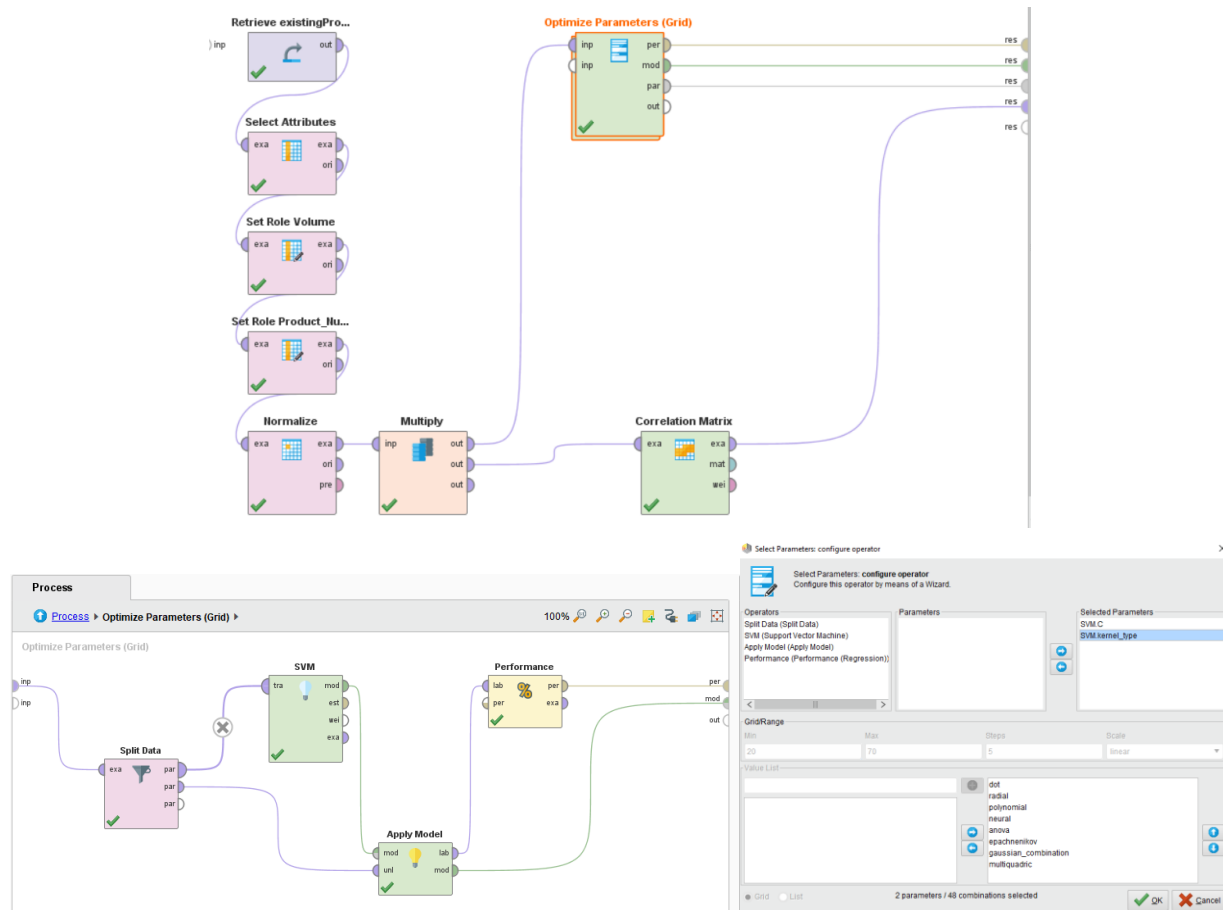 Retrieve existingPro...
inp
out
Optimize Parameters (Grid)
inp
per
inp
mod
par
out
res
res
res
res
res
Select Attributes
exa
exa
ori
Set Role Volume
exa
exa
ori
Set Role Product_Nu...
exa
exa
ori
Normalize
exa
exa
ori
pre
Multiply
inp
out
out
out
Correlation Matrix
exa
exa
mat
wei
Process
Process
Optimize Parameters (Grid)
100%
Optimize Parameters (Grid)
inp
inp
Split Data
exa
par
par
par
SVM
tra
mod
est
wei
exa
Performance
lab
per
per
exa
Apply Model
mod
lab
unl
mod
per
mod
out
Select Parameters: configure operator
Select Parameters: configure operator
Configure this operator by means of a Wizard.
Operators
Split Data (Split Data)
SVM (Support Vector Machine)
Apply Model (Apply Model)
Performance (Performance (Regression))
Parameters
Selected Parameters
SVM.C
SVM.kernel_type
Grid/Range
Min
Max
Steps
Scale
20
70
5
linear
Value List
dot
radial
polynomial
neural
anova
epachnenikov
gaussian_combination
multiquadric
Grid
List
2 parameters / 48 combinations selected
OK
Cancel